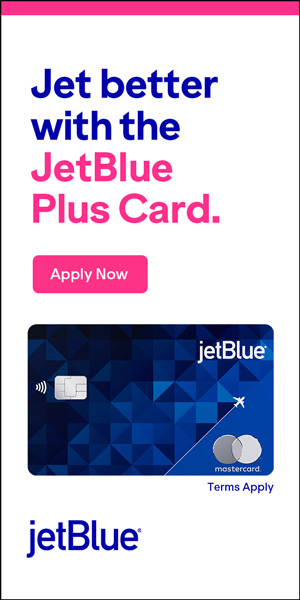 Jet better
with the
JetBlue
Plus Card.
Apply Now
jetBlue®
mastercard.
Terms Apply
jetBlue®